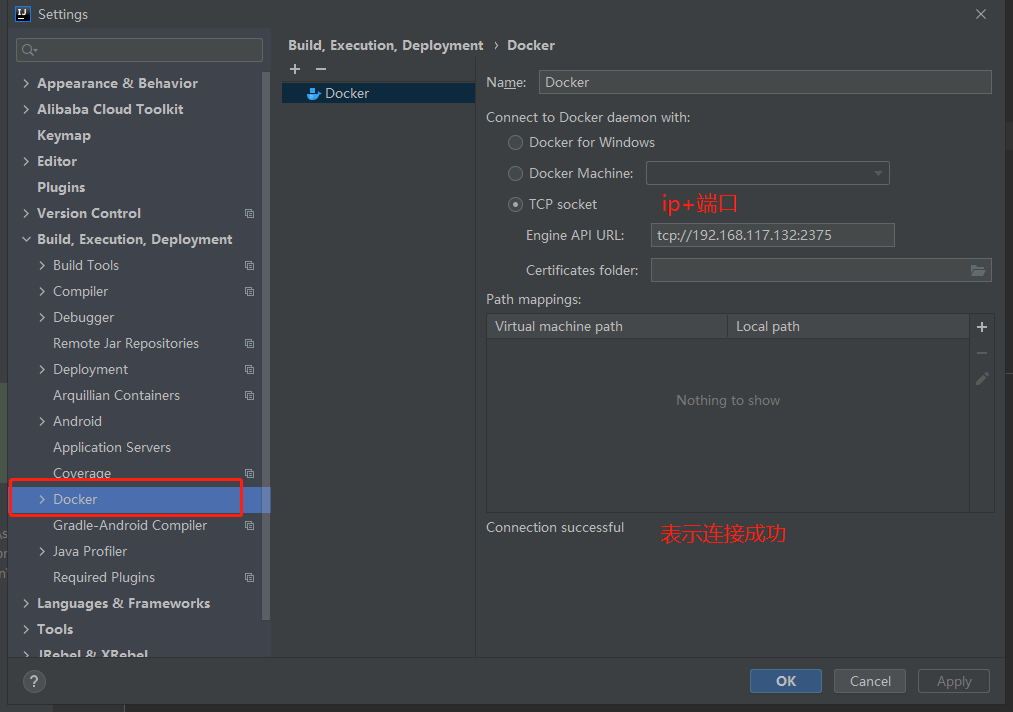 Settings
Build, Execution, Deployment › Docker
Appearance & Behavior
Alibaba Cloud Toolkit
Keymap
Editor
Plugins
Version Control
Build, Execution, Deployment
Build Tools
Compiler
Debugger
Remote Jar Repositories
Deployment
Arquillian Containers
Android
Application Servers
Coverage
Docker
Gradle-Android Compiler
Java Profiler
Required Plugins
Languages & Frameworks
Tools
JRebel & XRebel
Docker
Name: Docker
Connect to Docker daemon with:
Docker for Windows
Docker Machine:
TCP socket
ip+端口
Engine API URL: tcp://192.168.117.132:2375
Certificates folder:
Path mappings:
Virtual machine path Local path
Nothing to show
Connection successful
表示连接成功
? OK Cancel Apply